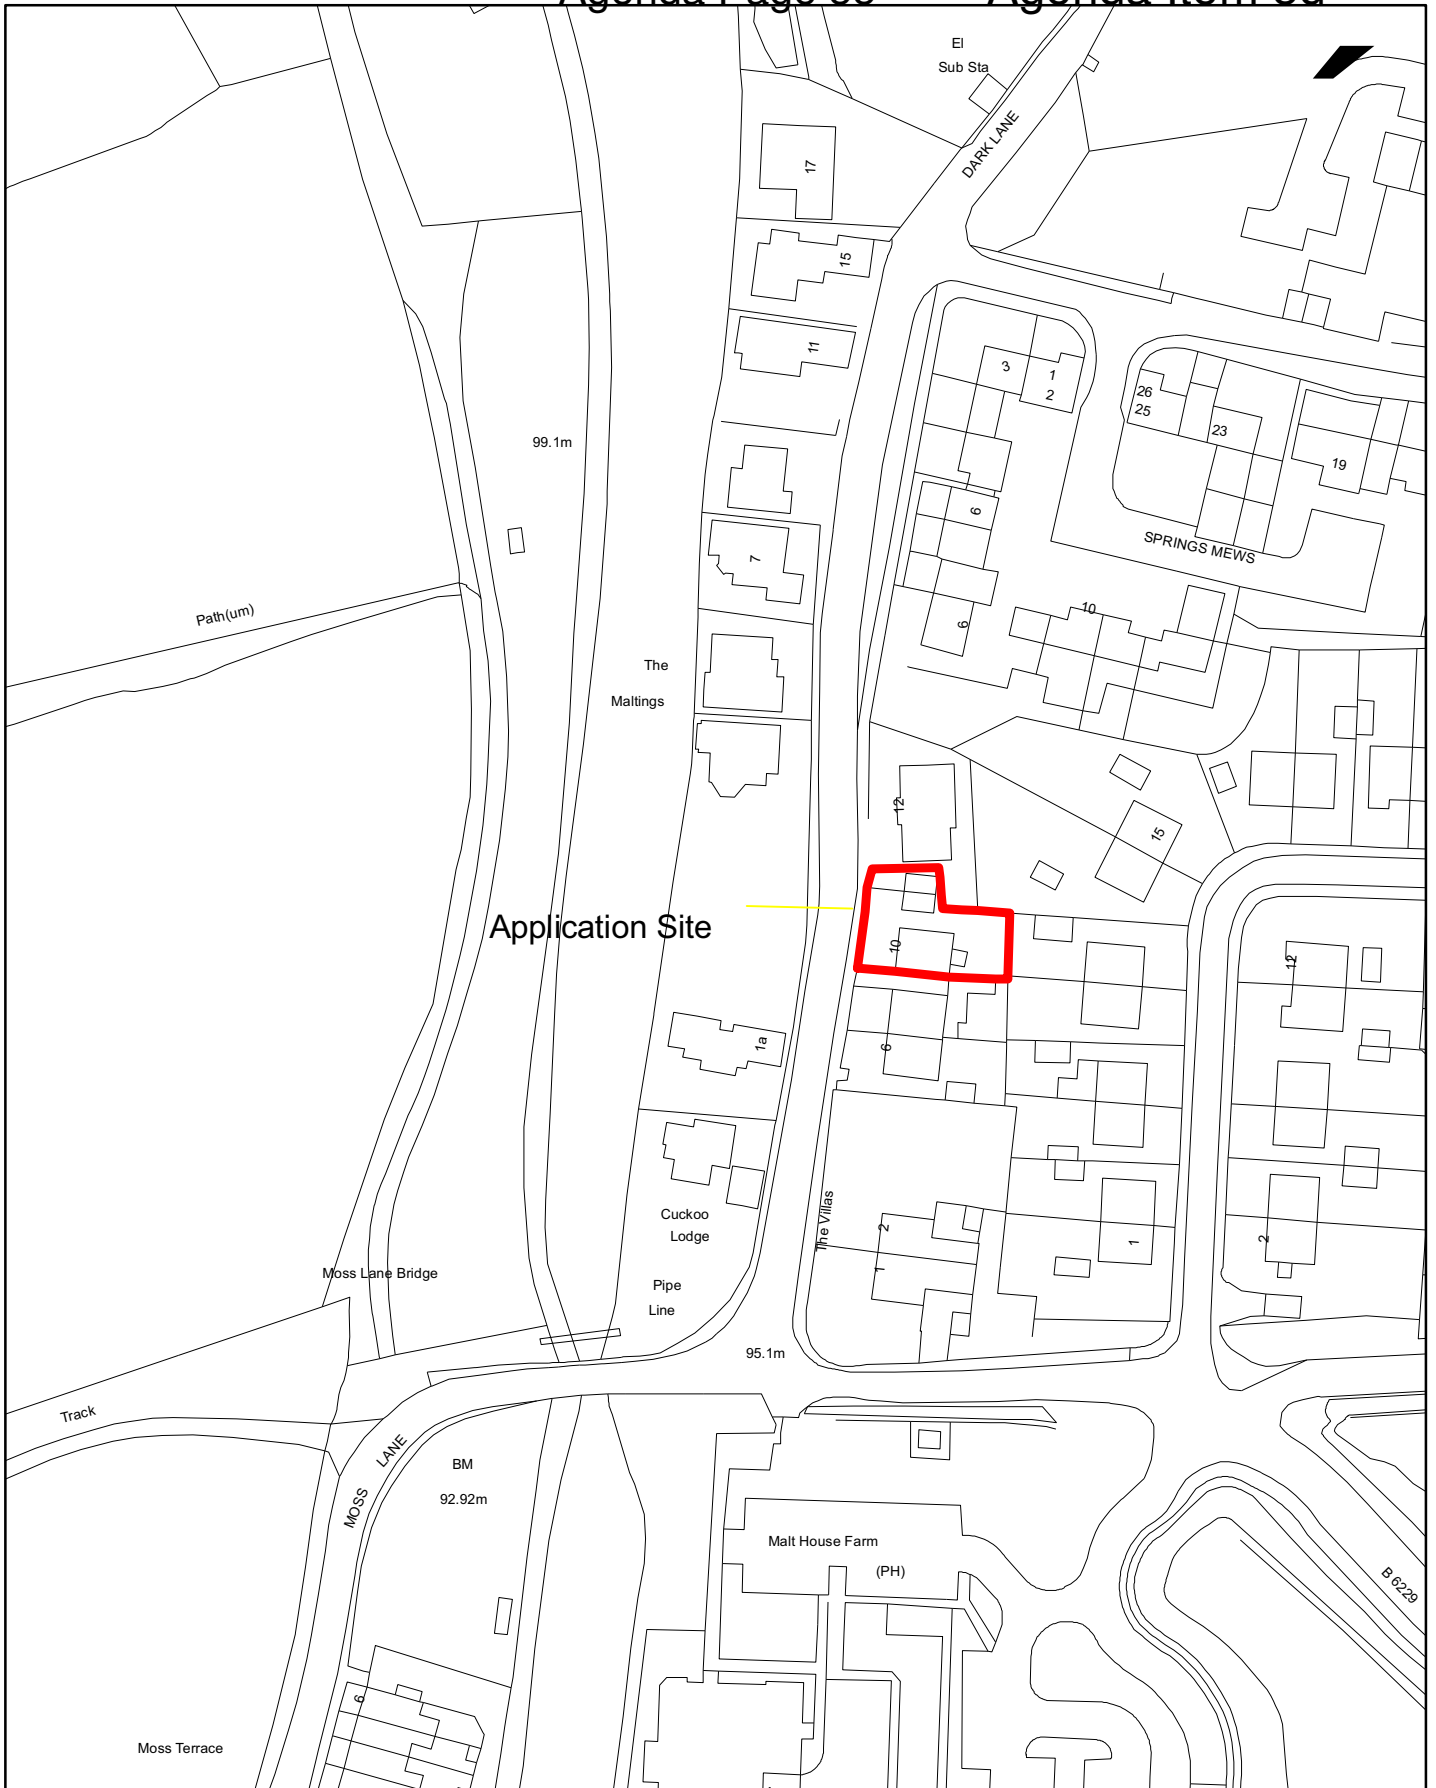 El
Sub Sta
DARK LANE
17
15
11
3
1
2
26
25
23
19
99.1m
6
7
SPRINGS MEWS
Path(um)
10
6
The
Maltings
12
15
Application Site
10
12
1a
6
Cuckoo
Lodge
The Villas
2
1
1
2
Moss Lane Bridge
Pipe
Line
95.1m
Track
MOSS LANE
BM
92.92m
Malt House Farm
(PH)
B 6229
6
Moss Terrace